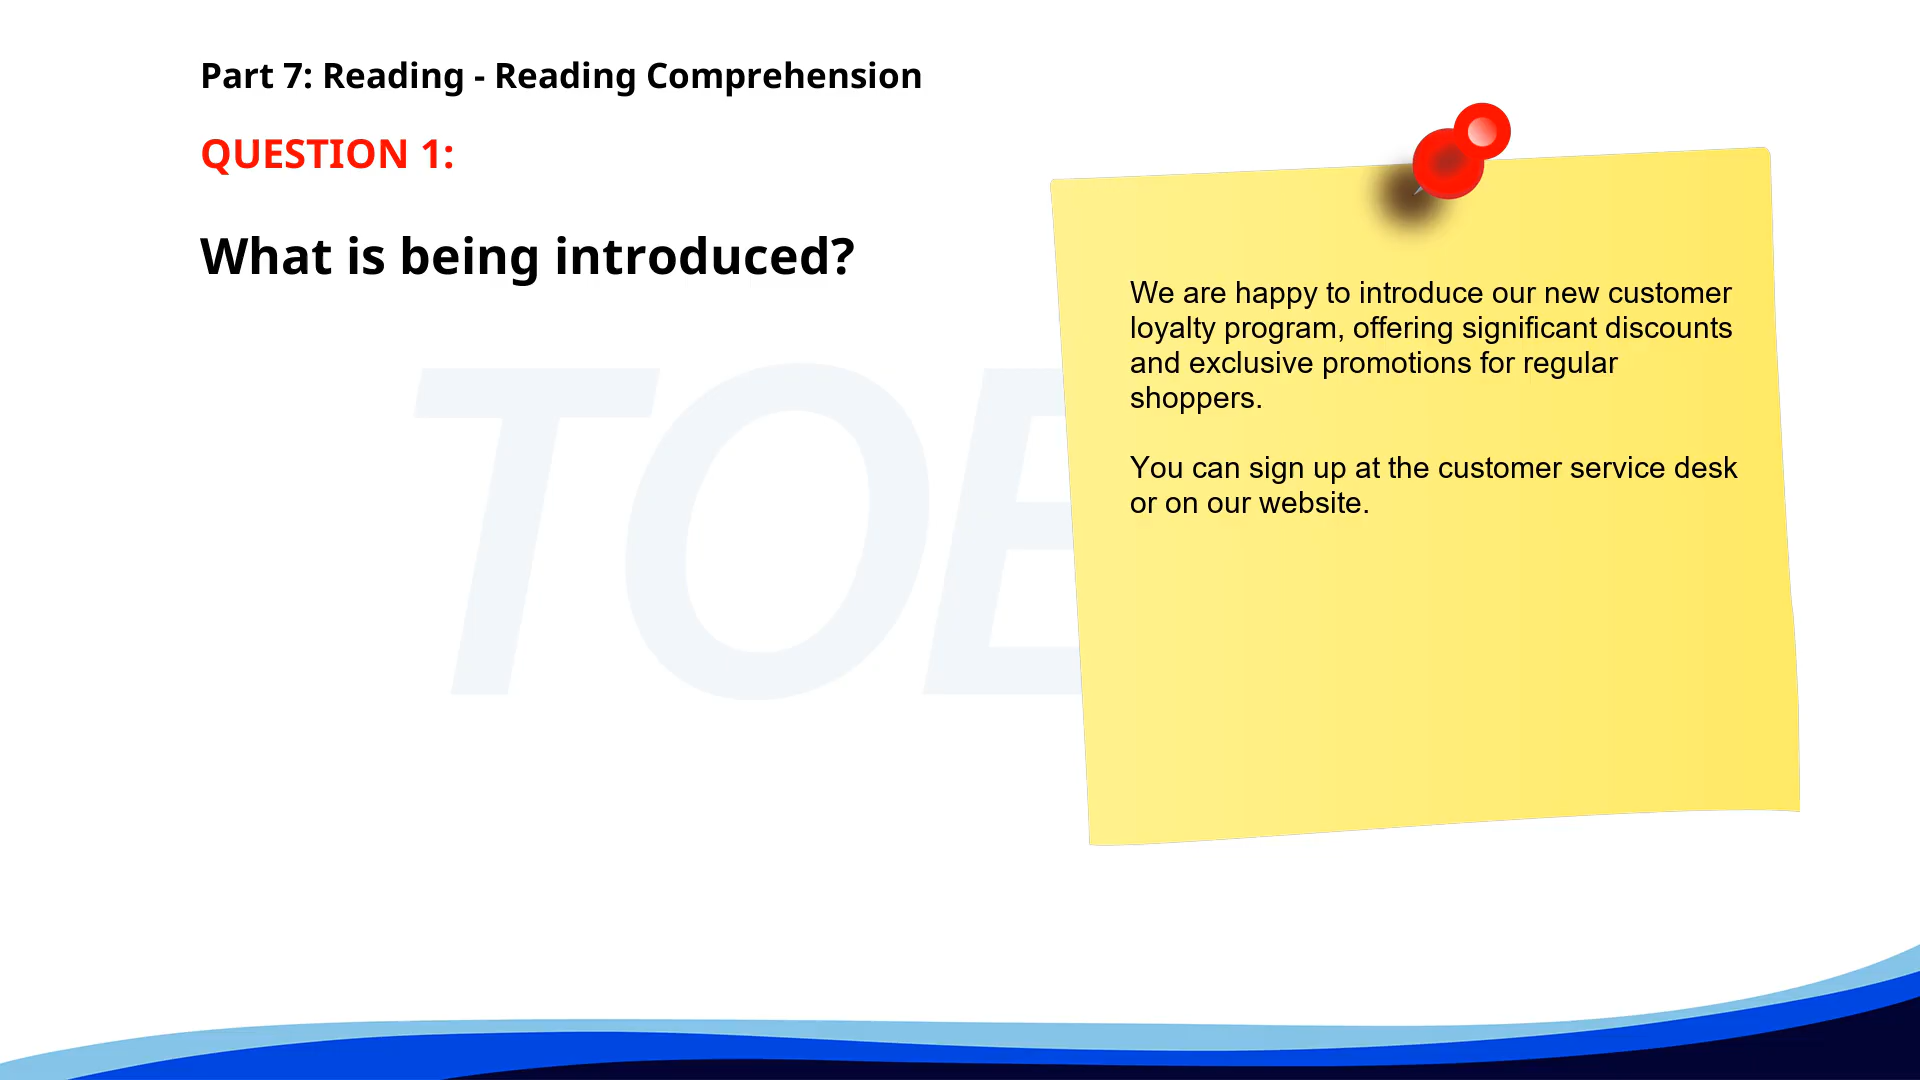 Part 7: Reading - Reading Comprehension
QUESTION 1:
What is being introduced?
We are happy to introduce our new customer
loyalty program, offering significant discounts
and exclusive promotions for regular
shoppers.
You can sign up at the customer service desk
or on our website.
TOE